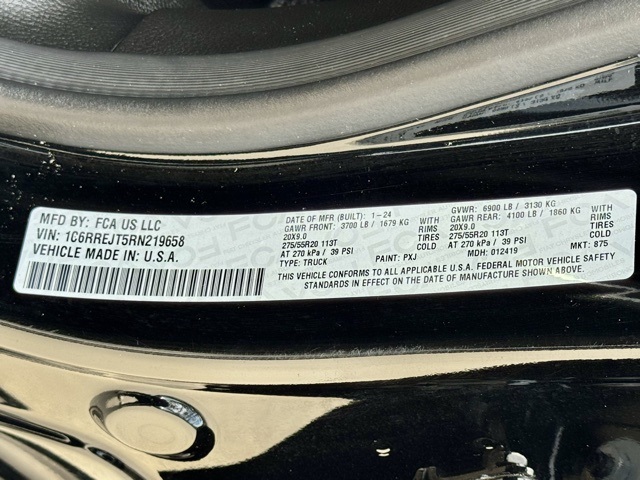 MFD BY: FCA US LLC
VIN: 1C6RREJT5RN219658
VEHICLE MADE IN: U.S.A.
DATE OF MFR (BUILT): 1-24 GVWR: 6900 LB / 3130 KG
GAWR FRONT: 3700 LB / 1679 KG WITH GAWR REAR: 4100 LB / 1860 KG WITH
20X9.0 RIMS 20X9.0 RIMS
275/55R20 113T TIRES 275/55R20 113T TIRES
AT 270 kPa / 39 PSI COLD AT 270 kPa / 39 PSI COLD
TYPE: TRUCK PAINT: PXJ MDH: 012419 MKT: 875
THIS VEHICLE CONFORMS TO ALL APPLICABLE U.S.A. FEDERAL MOTOR VEHICLE SAFETY
STANDARDS IN EFFECT ON THE DATE OF MANUFACTURE SHOWN ABOVE